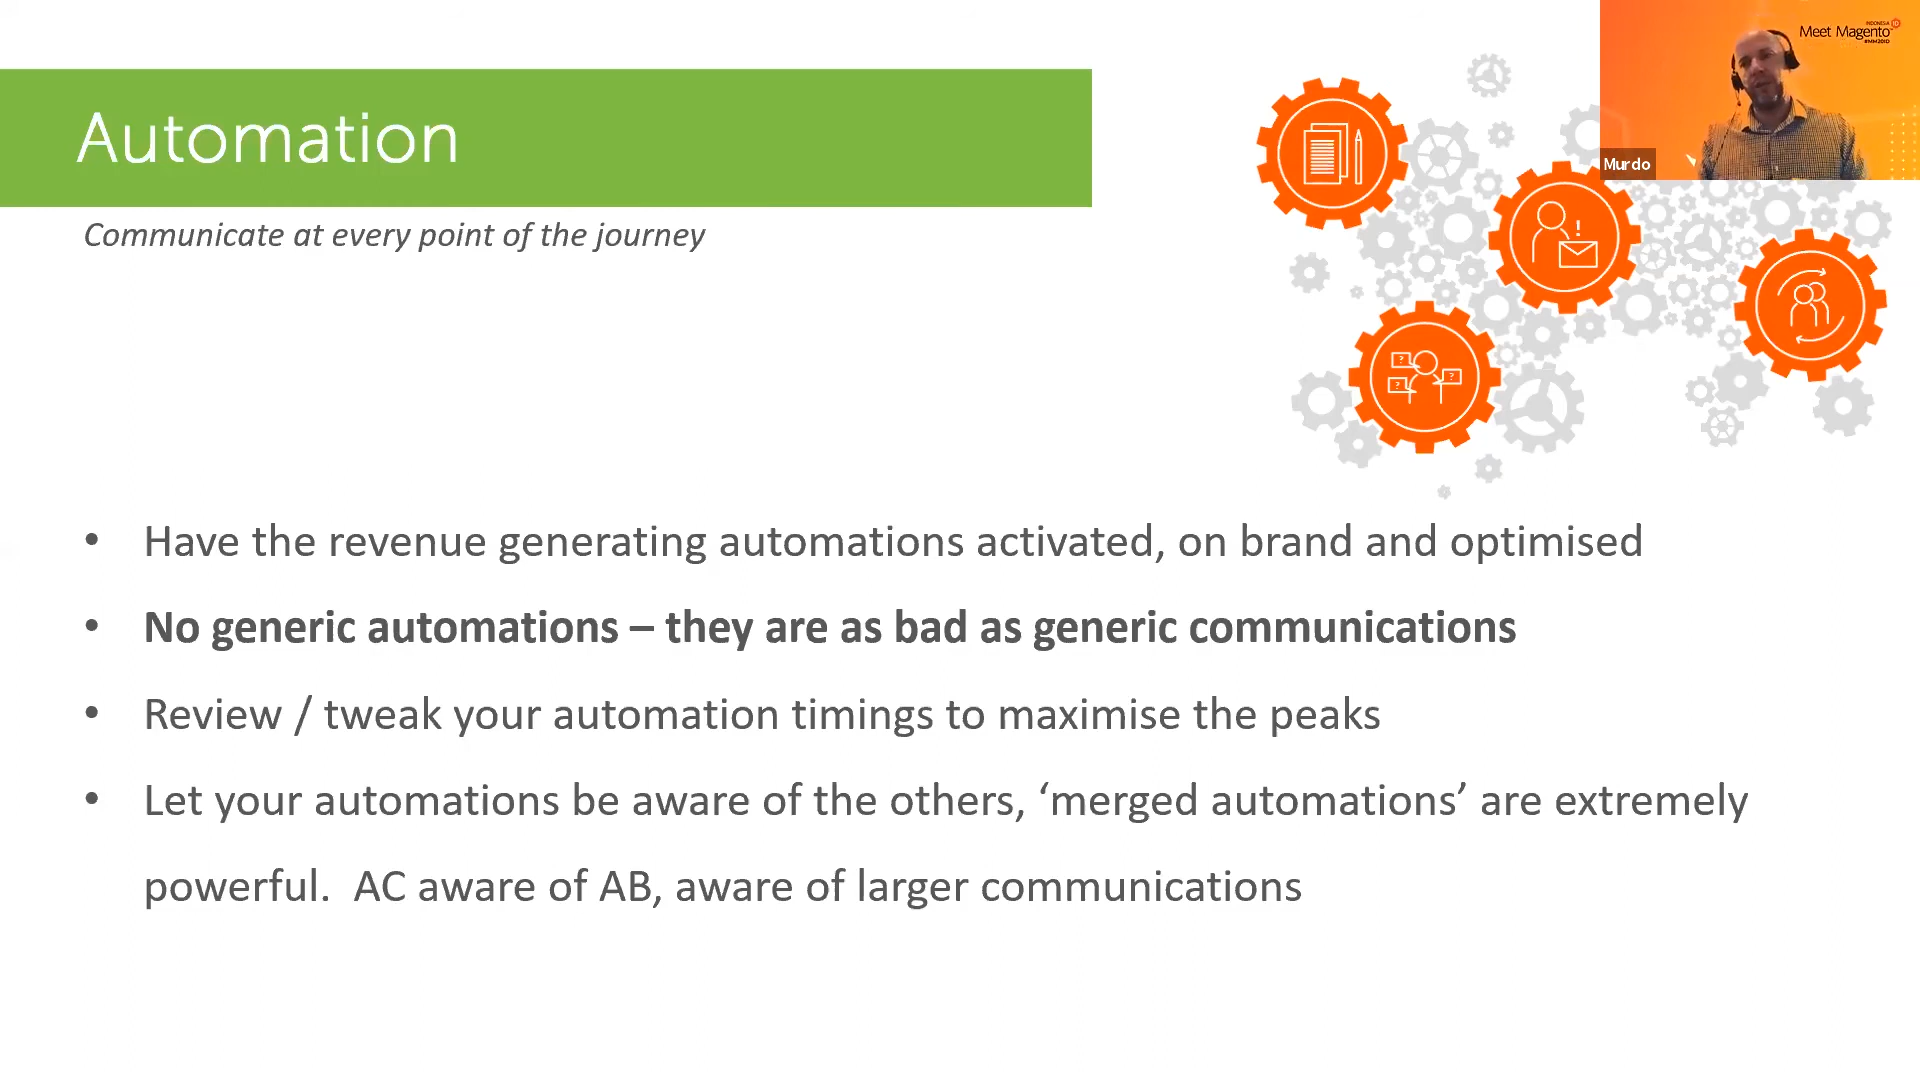 INDONESIA
Meet Magento
#MM20ID
Murdo
Automation
Communicate at every point of the journey
!
?
?
?
• Have the revenue generating automations activated, on brand and optimised
• No generic automations – they are as bad as generic communications
• Review / tweak your automation timings to maximise the peaks
• Let your automations be aware of the others, ‘merged automations’ are extremely
powerful.  AC aware of AB, aware of larger communications